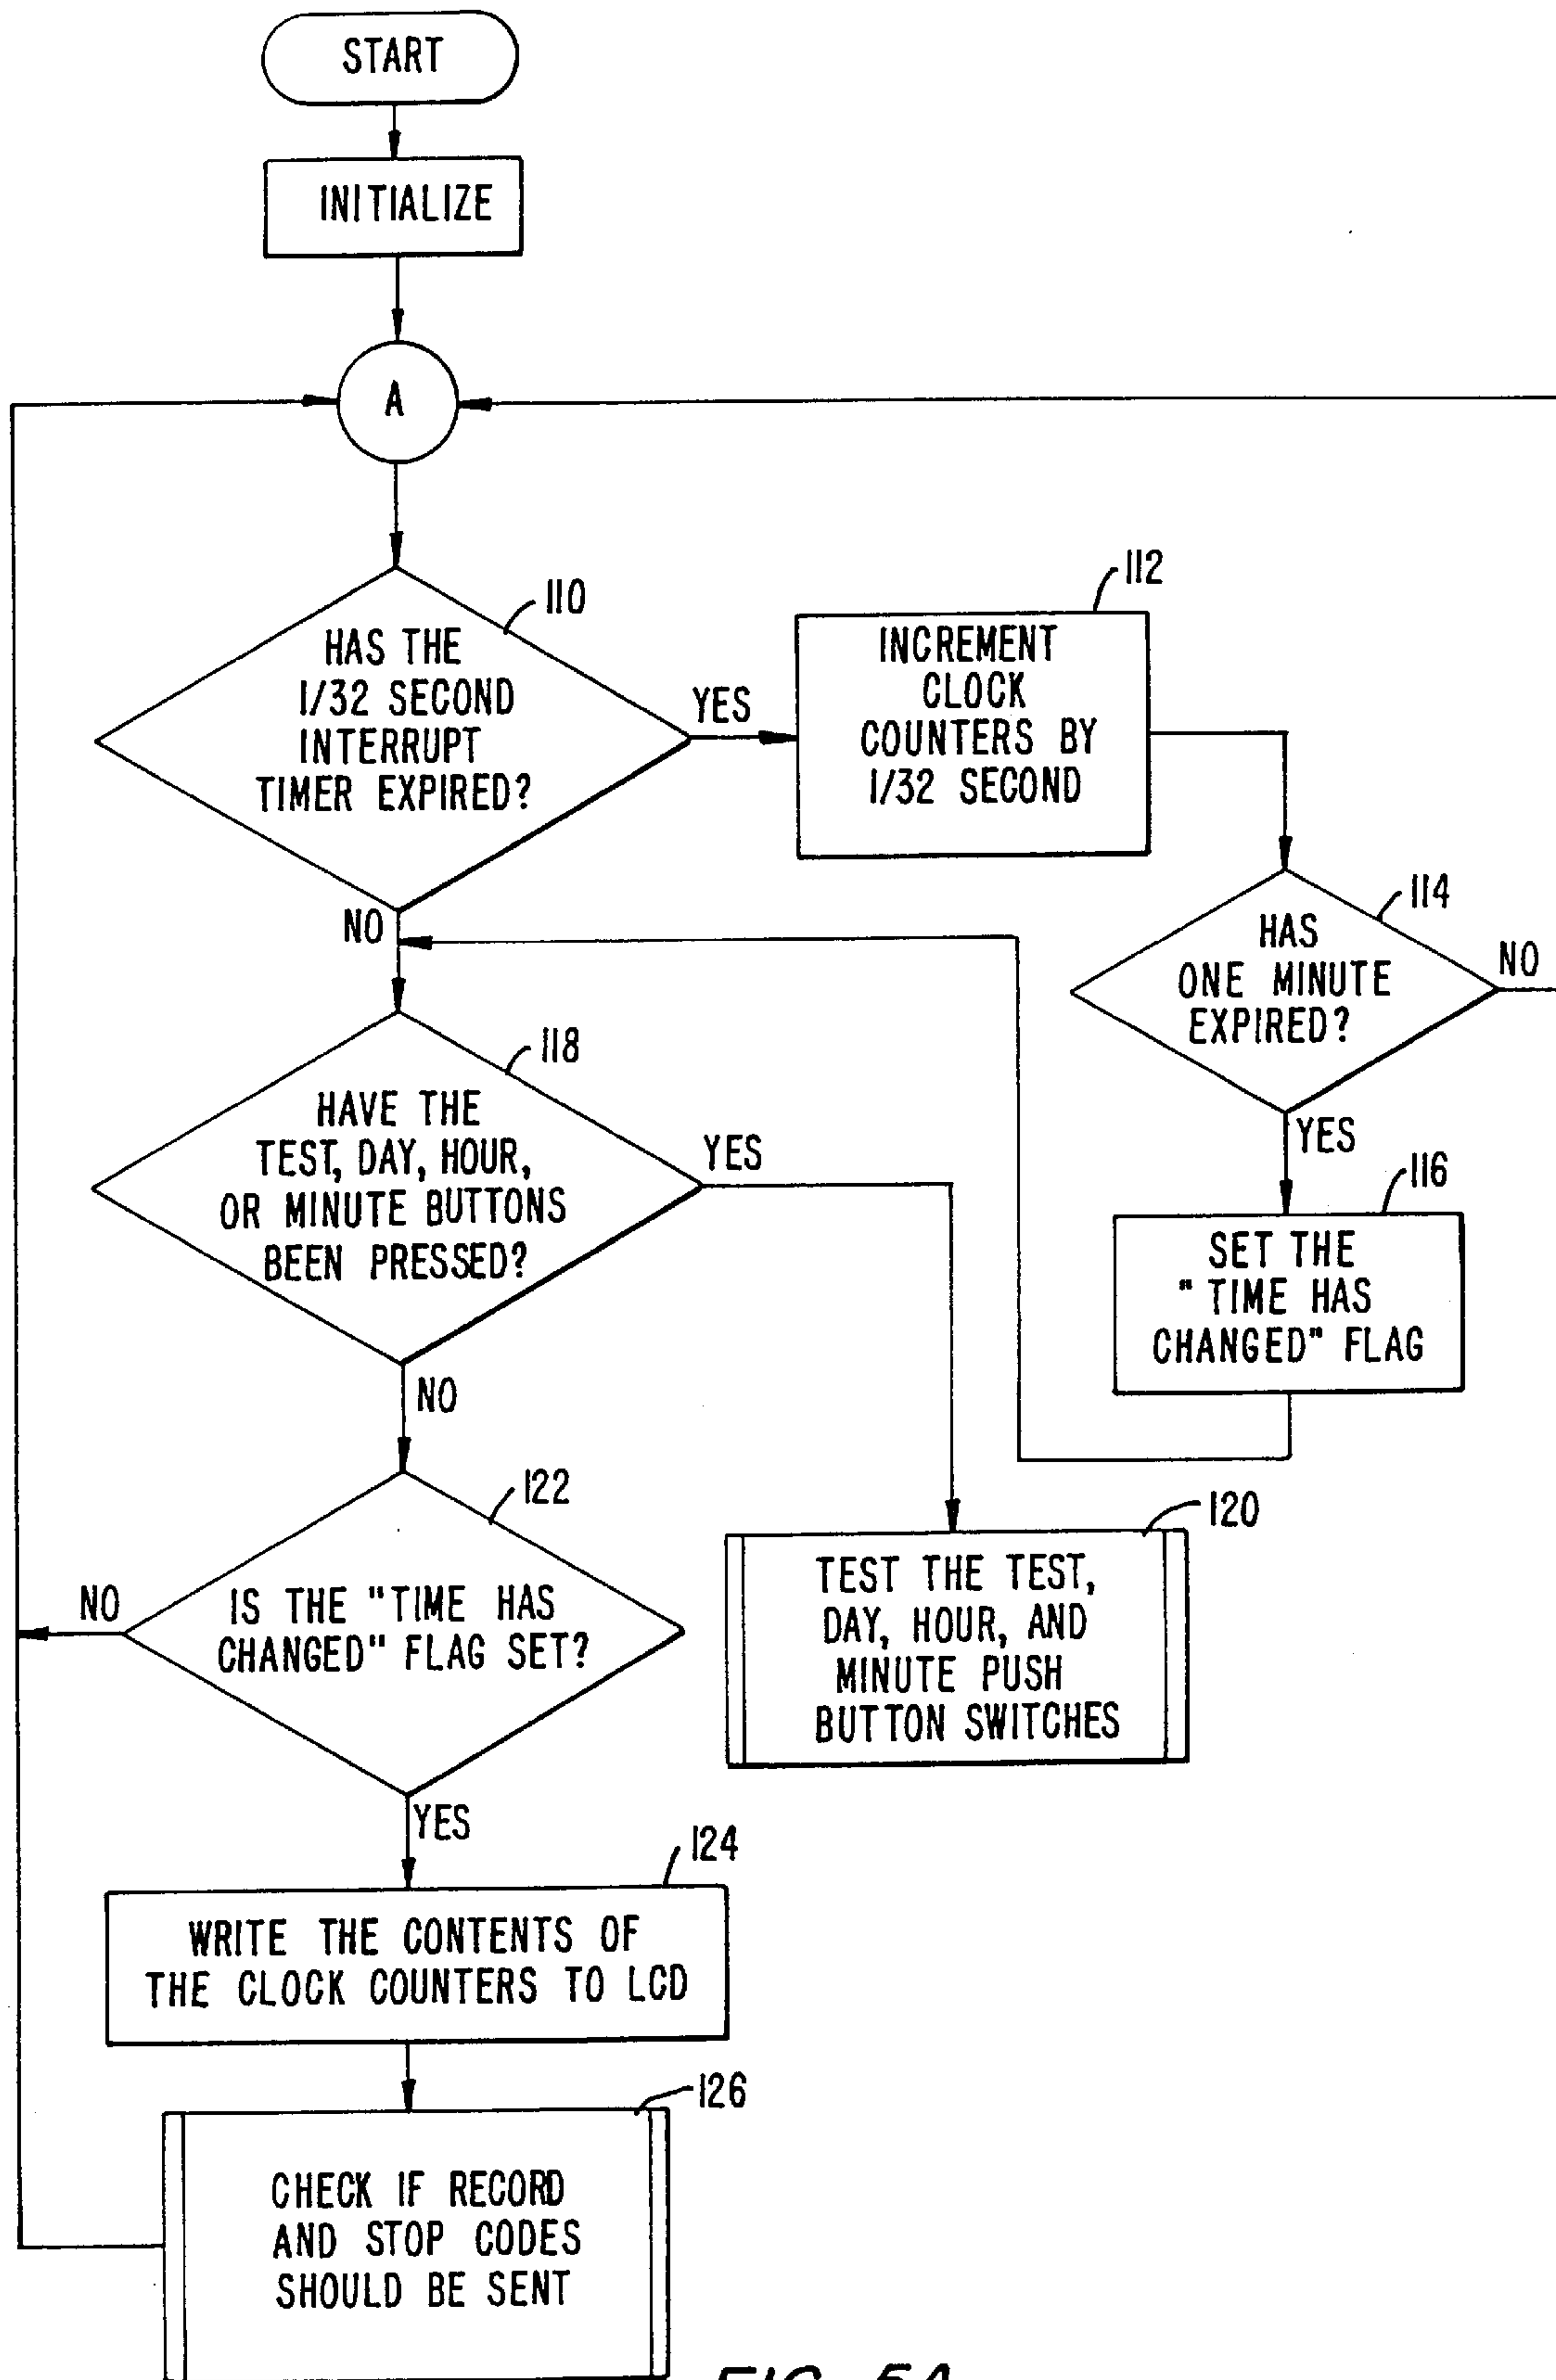 START
INITIALIZE
A
110
HAS THE
1/32 SECOND
INTERRUPT
TIMER EXPIRED?
YES
NO
112
INCREMENT
CLOCK
COUNTERS BY
1/32 SECOND
114
HAS
ONE MINUTE
EXPIRED?
NO
YES
116
SET THE
"TIME HAS
CHANGED" FLAG
118
HAVE THE
TEST, DAY, HOUR,
OR MINUTE BUTTONS
BEEN PRESSED?
YES
NO
120
TEST THE TEST,
DAY, HOUR, AND
MINUTE PUSH
BUTTON SWITCHES
122
IS THE "TIME HAS
CHANGED" FLAG SET?
NO
YES
124
WRITE THE CONTENTS OF
THE CLOCK COUNTERS TO LCD
126
CHECK IF RECORD
AND STOP CODES
SHOULD BE SENT
FIG. 5A